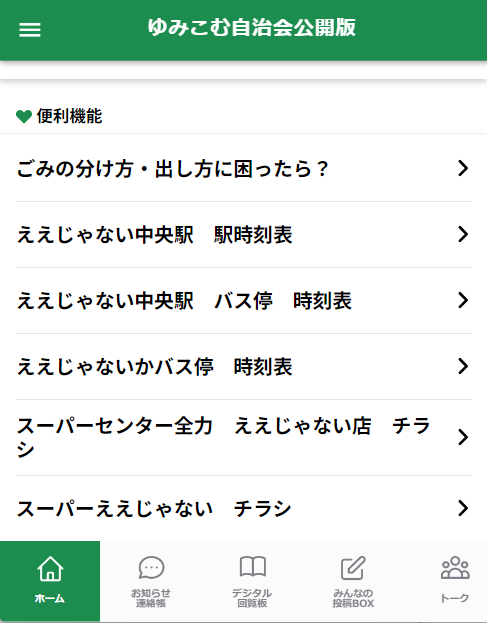 ゆみこむ自治会公開版
便利機能
ごみの分け方・出し方に困ったら？
ええじゃない中央駅　駅時刻表
ええじゃない中央駅　バス停　時刻表
ええじゃないかバス停　時刻表
スーパーセンター全力　ええじゃない店　チラ
シ
スーパーええじゃない　チラシ
ホーム
お知らせ
連絡帳
デジタル
回覧板
みんなの
投稿BOX
トーク